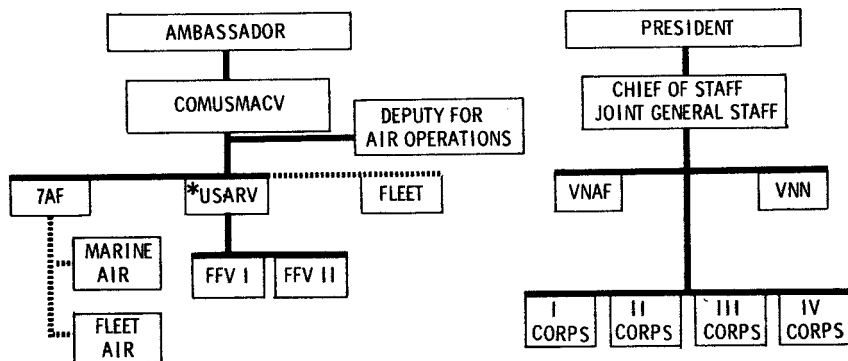 AMBASSADOR
COMUSMACV
DEPUTY FOR
AIR OPERATIONS
7AF
*USARV
FLEET
MARINE
AIR
FFV I
FFV II
FLEET
AIR
PRESIDENT
CHIEF OF STAFF
JOINT GENERAL STAFF
VNAF
VNN
I
CORPS
II
CORPS
III
CORPS
IV
CORPS